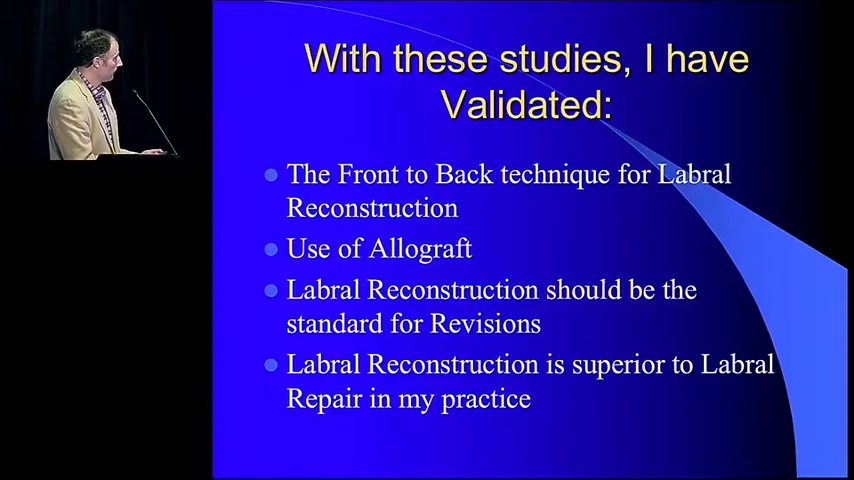 With these studies, I have
Validated:
The Front to Back technique for Labral
Reconstruction
Use of Allograft
Labral Reconstruction should be the
standard for Revisions
Labral Reconstruction is superior to Labral
Repair in my practice